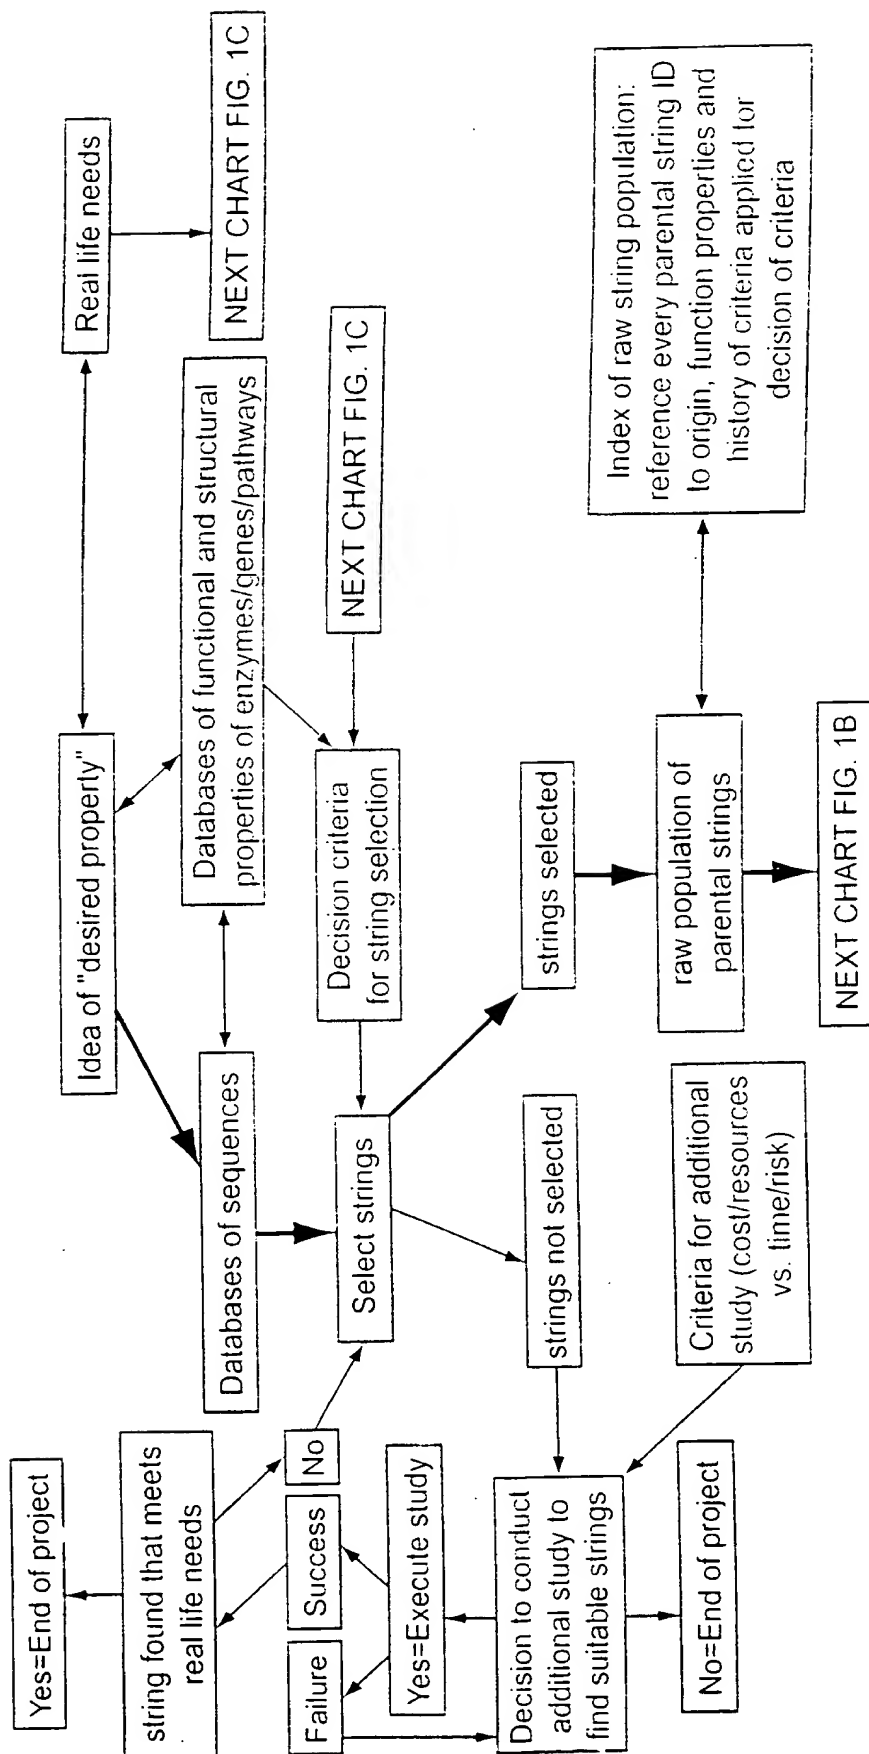 Yes=End of project
string found that meets
real life needs
No
Success
Failure
Yes=Execute study
Decision to conduct
additional study to
find suitable strings
No=End of project
Idea of "desired property"
Real life needs
NEXT CHART FIG. 1C
Databases of sequences
Databases of functional and structural
properties of enzymes/genes/pathways
Select strings
Decision criteria
for string selection
NEXT CHART FIG. 1C
strings not selected
strings selected
Criteria for additional
study (cost/resources
vs. time/risk)
raw population of
parental strings
Index of raw string population:
reference every parental string ID
to origin, function properties and
history of criteria applied for
decision of criteria
NEXT CHART FIG. 1B